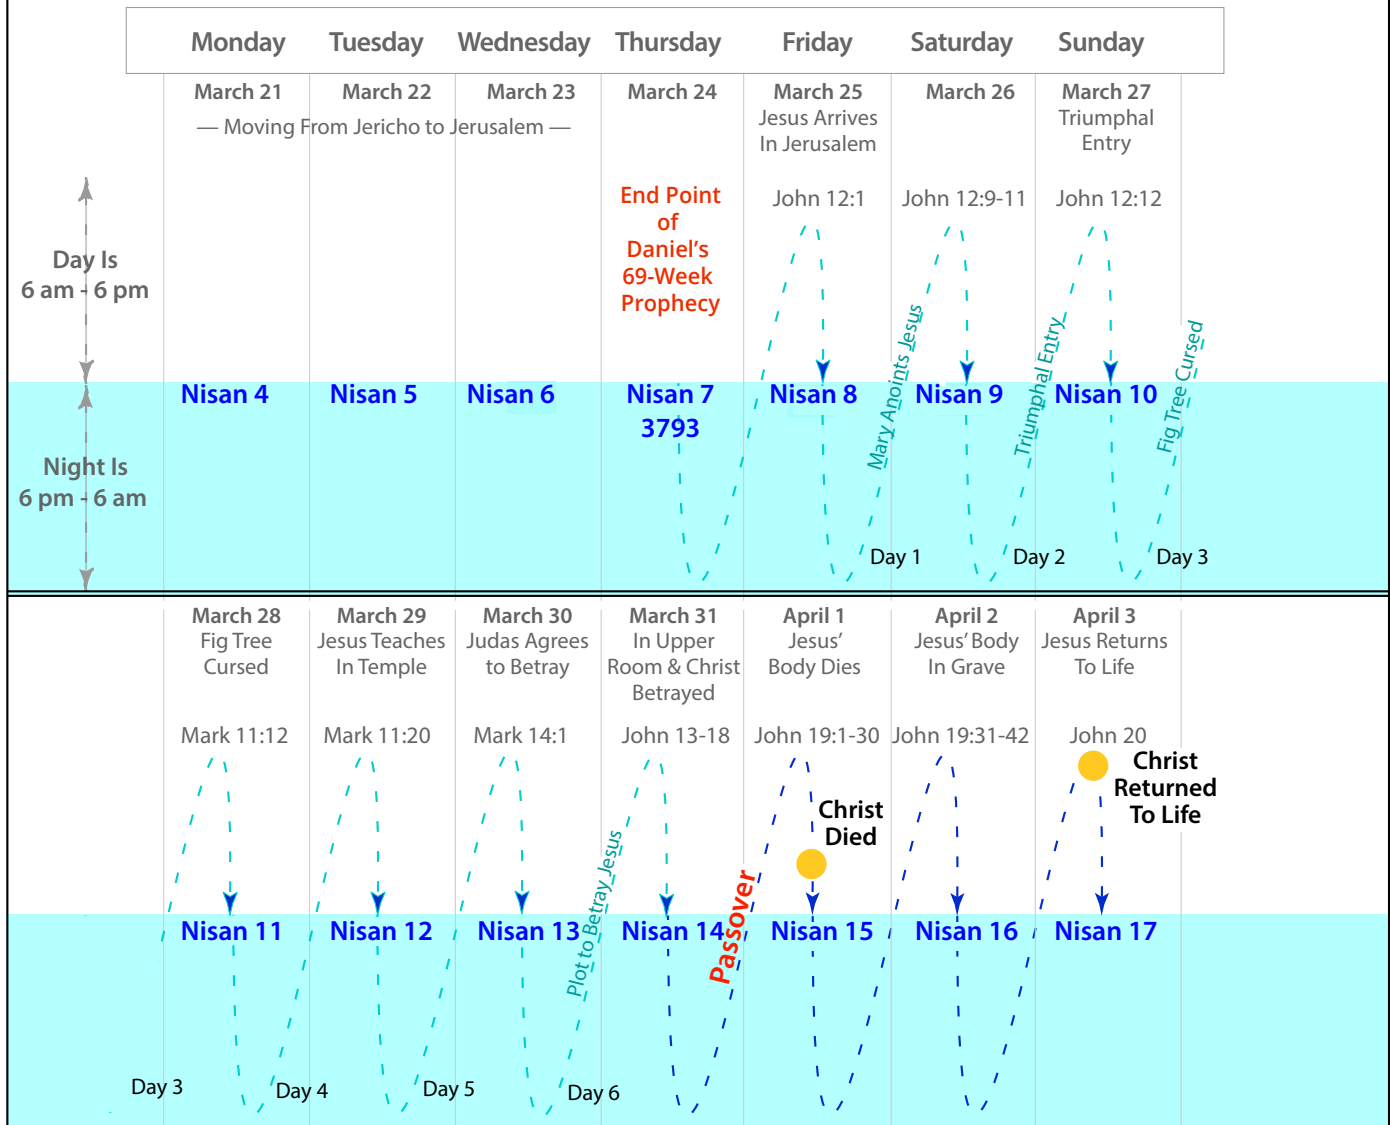 Monday Tuesday Wednesday Thursday Friday Saturday Sunday
March 21 March 22 March 23 March 24 March 25 March 26 March 27
— Moving From Jericho to Jerusalem —
Jesus Arrives
In Jerusalem
Triumphal
Entry
End Point
of
Daniel's
69-Week
Prophecy
John 12:1 John 12:9-11 John 12:12
Day Is
6 am - 6 pm
Mary Anoints Jesus
Triumphal Entry
Fig Tree Cursed
Nisan 4 Nisan 5 Nisan 6 Nisan 7 Nisan 8 Nisan 9 Nisan 10
3793
Night Is
6 pm - 6 am
Day 1 Day 2 Day 3
March 28 March 29 March 30 March 31 April 1 April 2 April 3
Fig Tree
Cursed
Jesus Teaches
In Temple
Judas Agrees
to Betray
In Upper
Room & Christ
Betrayed
Jesus'
Body Dies
Jesus' Body
In Grave
Jesus Returns
To Life
Mark 11:12 Mark 11:20 Mark 14:1 John 13-18 John 19:1-30 John 19:31-42 John 20
Christ
Returned
To Life
Christ
Died
Plot to Betray Jesus
Passover
Nisan 11 Nisan 12 Nisan 13 Nisan 14 Nisan 15 Nisan 16 Nisan 17
Day 3 Day 4 Day 5 Day 6